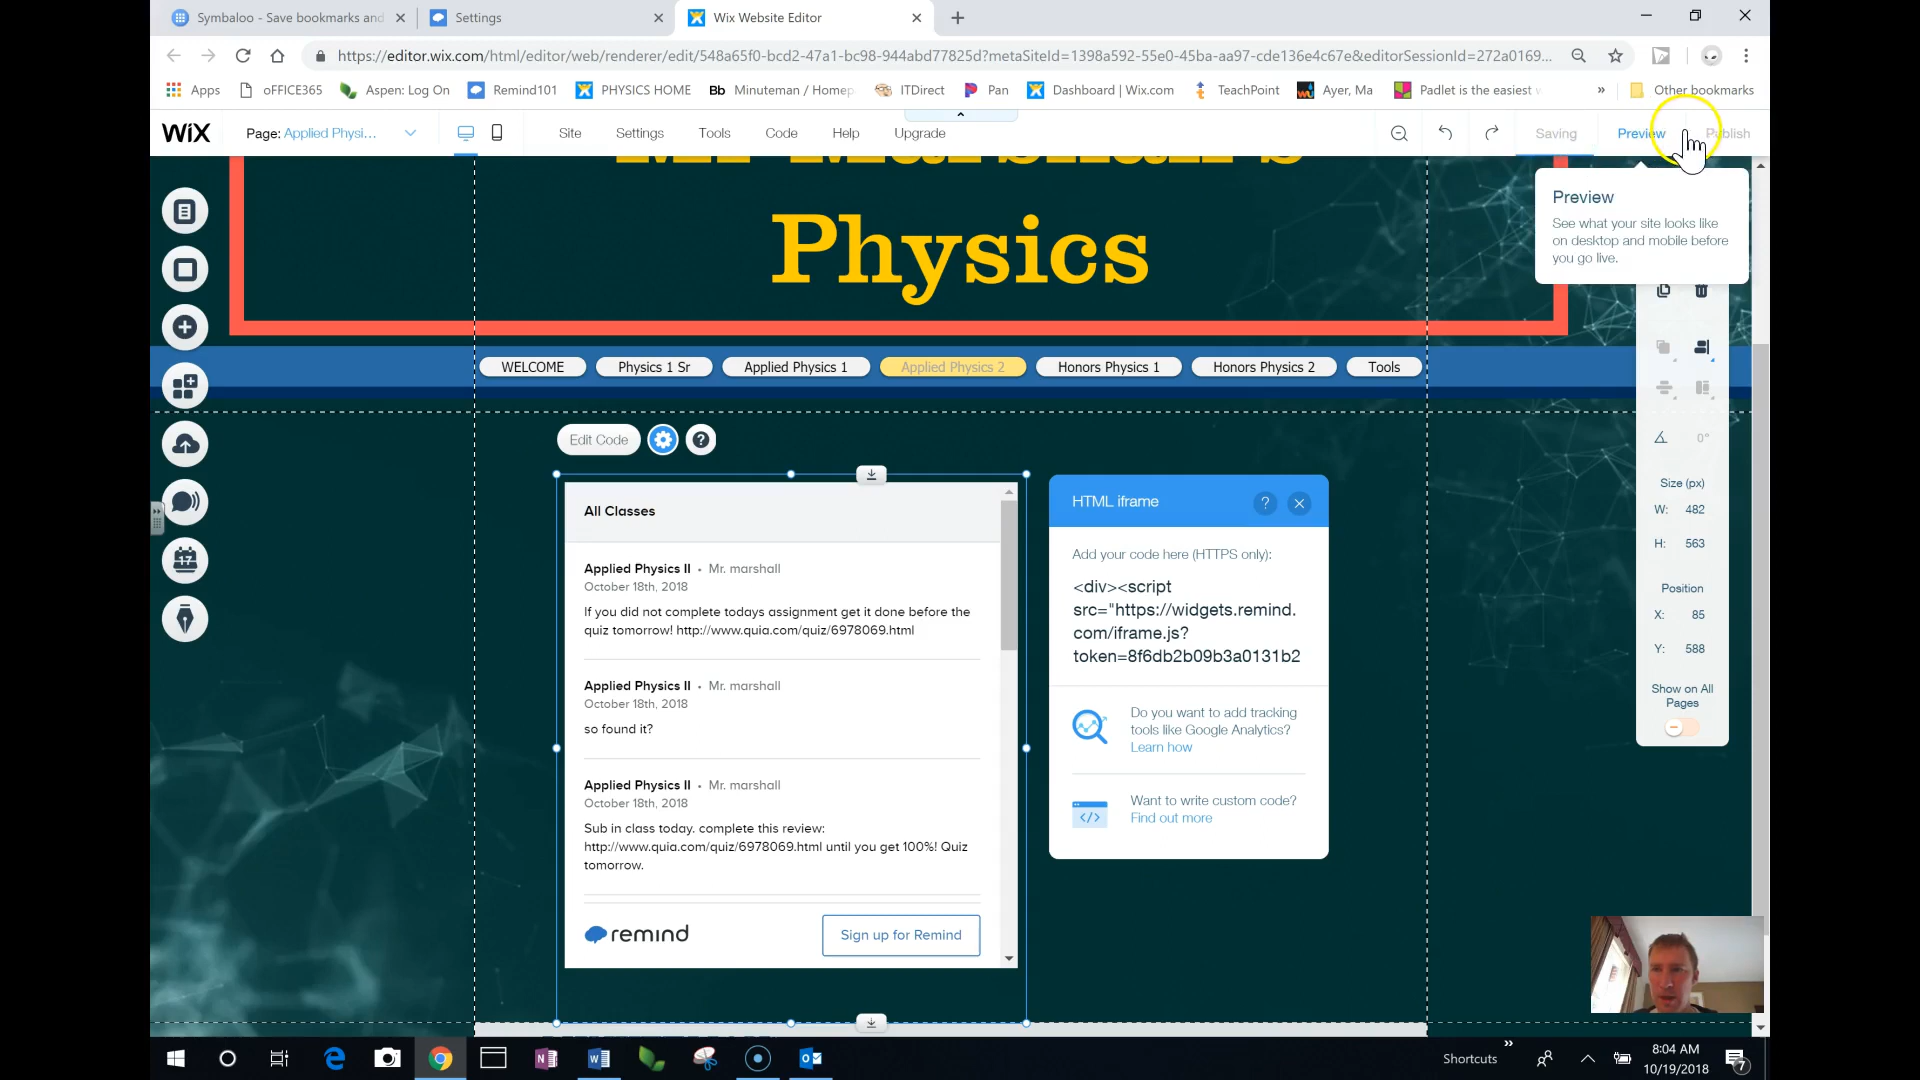 Symbaloo - Save bookmarks and
Settings
Wix Website Editor
https://editor.wix.com/html/editor/web/renderer/edit/548a65f0-bcd2-47a1-bc98-944abd77825d?metaSiteId=1398a592-55e0-45ba-aa97-cde136e4c67e&editorSessionId=272a0169...
Apps
oFFICE365
Aspen: Log On
Remind101
PHYSICS HOME
Bb Minuteman / Homep
ITDirect
Pan
Dashboard | Wix.com
TeachPoint
Ayer, Ma
Padlet is the easiest
»
Other bookmarks
WiX
Page: Applied Physi...
Site
Settings
Tools
Code
Help
Upgrade
Saving
Preview
Publish
Preview
See what your site looks like
on desktop and mobile before
you go live.
Physics
WELCOME
Physics 1 Sr
Applied Physics 1
Applied Physics 2
Honors Physics 1
Honors Physics 2
Tools
Edit Code
?
All Classes
Applied Physics II • Mr. marshall
October 18th, 2018
If you did not complete todays assignment get it done before the
quiz tomorrow! http://www.quia.com/quiz/6978069.html
Applied Physics II • Mr. marshall
October 18th, 2018
so found it?
Applied Physics II • Mr. marshall
October 18th, 2018
Sub in class today. complete this review:
http://www.quia.com/quiz/6978069.html until you get 100%! Quiz
tomorrow.
remind
Sign up for Remind
HTML iframe
?
Add your code here (HTTPS only):
<div><script
src="https://widgets.remind.
com/iframe.js?
token=8f6db2b09b3a0131b2
Do you want to add tracking
tools like Google Analytics?
Learn how
</>
Want to write custom code?
Find out more
0°
Size (px)
W: 482
H: 563
Position
X: 85
Y: 588
Show on All
Pages
17
Shortcuts
»
8:04 AM
10/19/2018
7